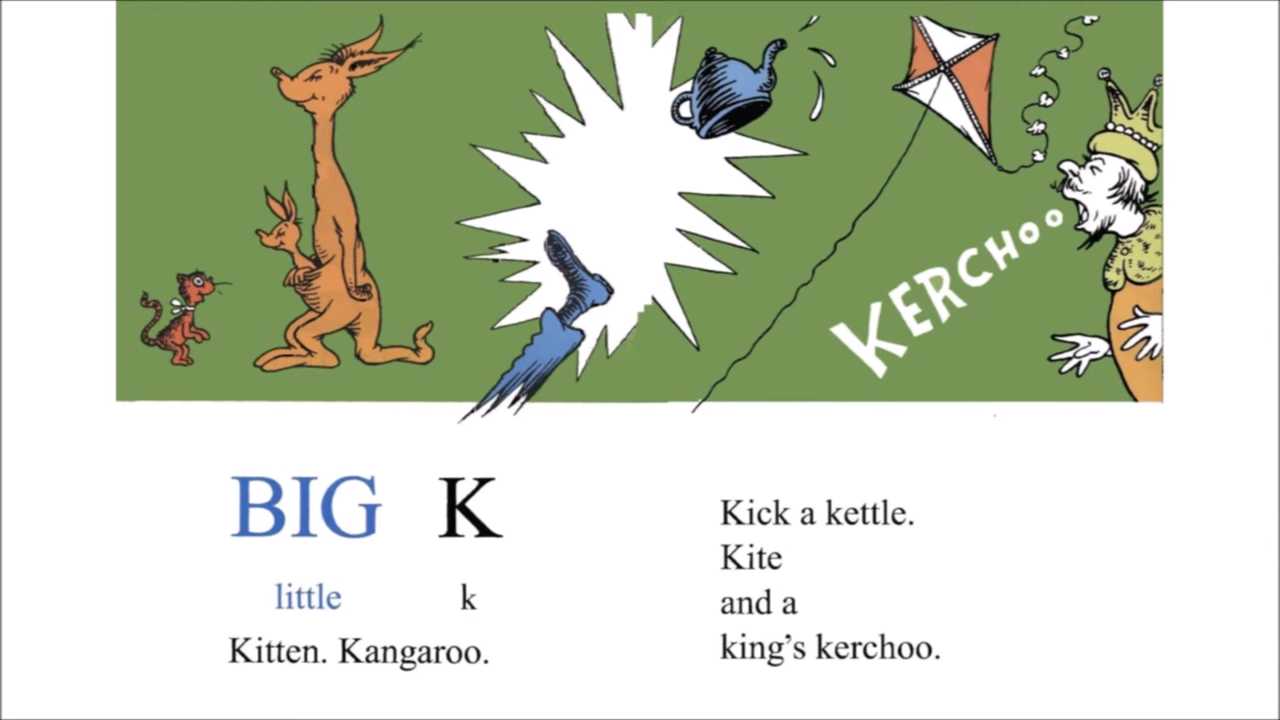 KERCHOO
BIG K
little k
Kitten. Kangaroo.
Kick a kettle.
Kite
and a
king's kerchoo.